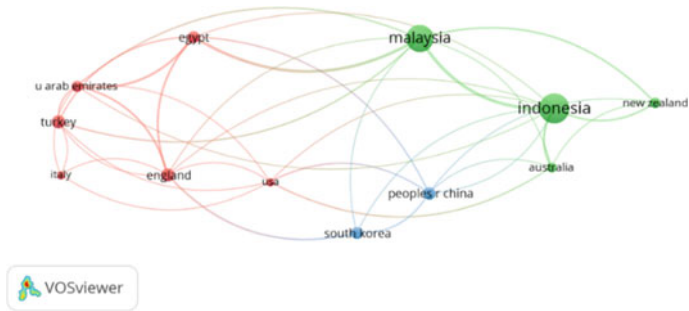 egypt
malaysia
u arab emirates
indonesia
new zealand
turkey
italy
england
usa
australia
peoples r china
south korea
VOSviewer